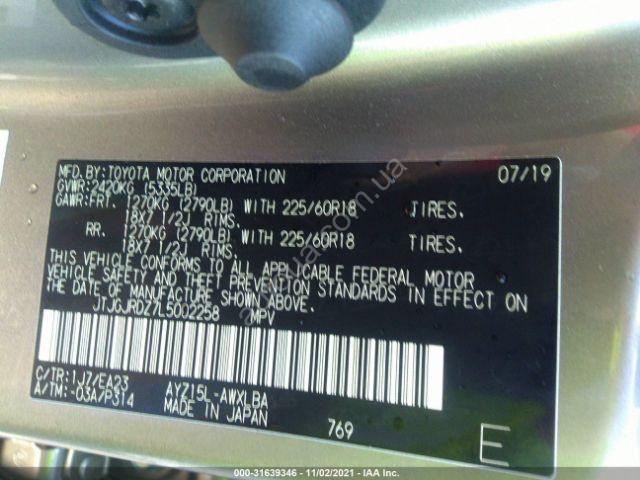 MFD.BY:TOYOTA MOTOR CORPORATION 07/19
GVWR:2420KG (5335LB)
GAWR:FRT. 1270KG (2790LB) WITH 225/60R18 TIRES.
18X7 1/2J RIMS.
RR. 1270KG (2790LB) WITH 225/60R18 TIRES.
18X7 1/2J RIMS.
THIS VEHICLE CONFORMS TO ALL APPLICABLE FEDERAL MOTOR
VEHICLE SAFETY AND THEFT PREVENTION STANDARDS IN EFFECT ON
THE DATE OF MANUFACTURE SHOWN ABOVE.
JTJGJRDZ7L5002258 MPV
C/TR:1J7/EA23 AYZ15L-AWXLBA
A/TM:-03A/P314 MADE IN JAPAN 769 E
000-31639346 - 11/02/2021 - IAA Inc.